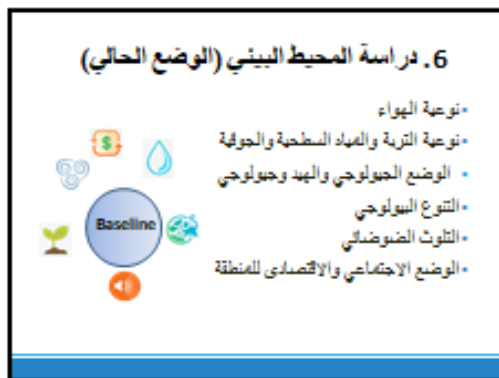 6. دراسة المحيط البيئي (الوضع الحالي)
•نوعية الهواء
•نوعية التربة والمياه السطحية والجوفية
• الوضع الجيولوجي والهيدروجيولوجي
•التنوع البيولوجي
•التلوث الضوضائي
•الوضع الاجتماعي والاقتصادي للمنطقة
Baseline
$